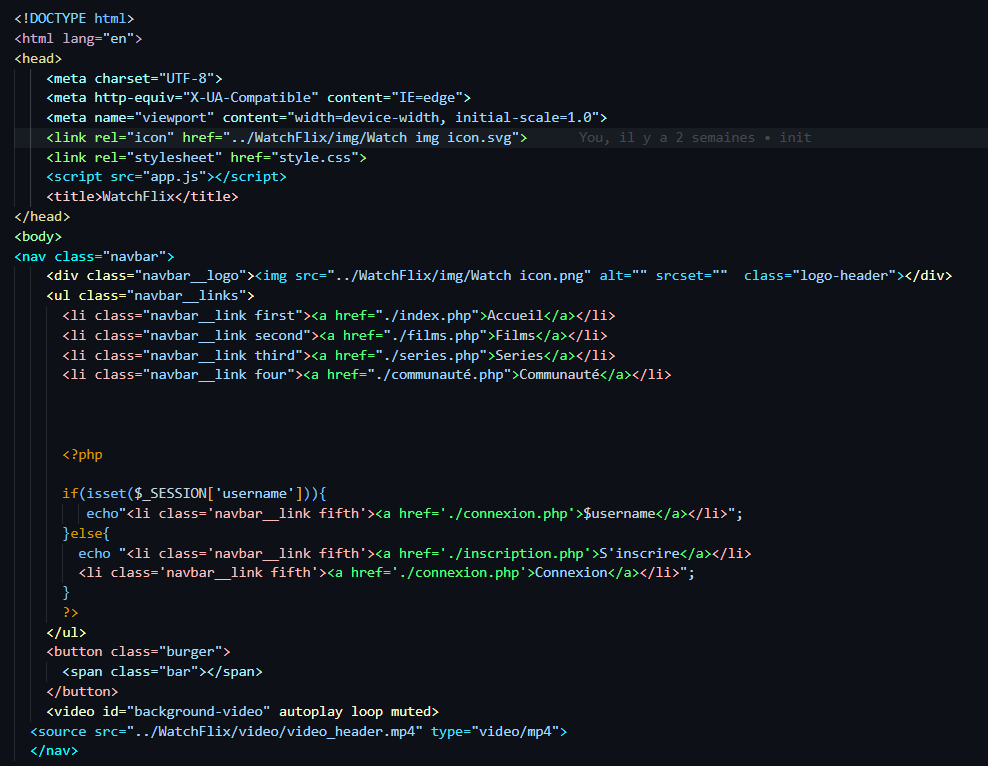 <!DOCTYPE html>
<html lang="en">
<head>
<meta charset="UTF-8">
<meta http-equiv="X-UA-Compatible" content="IE=edge">
<meta name="viewport" content="width=device-width, initial-scale=1.0">
<link rel="icon" href="../WatchFlix/img/Watch img icon.svg"> You, il y a 2 semaines • init
<link rel="stylesheet" href="style.css">
<script src="app.js"></script>
<title>WatchFlix</title>
</head>
<body>
<nav class="navbar">
<div class="navbar__logo"><img src="../WatchFlix/img/Watch icon.png" alt="" srcset=""  class="logo-header"></div>
<ul class="navbar__links">
<li class="navbar__link first"><a href="./index.php">Accueil</a></li>
<li class="navbar__link second"><a href="./films.php">Films</a></li>
<li class="navbar__link third"><a href="./series.php">Series</a></li>
<li class="navbar__link four"><a href="./communauté.php">Communauté</a></li>
<?php
if(isset($_SESSION['username'])){
echo"<li class='navbar__link fifth'><a href='./connexion.php'>$username</a></li>";
}else{
echo "<li class='navbar__link fifth'><a href='./inscription.php'>S'inscrire</a></li>
<li class='navbar__link fifth'><a href='./connexion.php'>Connexion</a></li>";
}
?>
</ul>
<button class="burger">
<span class="bar"></span>
</button>
<video id="background-video" autoplay loop muted>
<source src="../WatchFlix/video/video_header.mp4" type="video/mp4">
</nav>